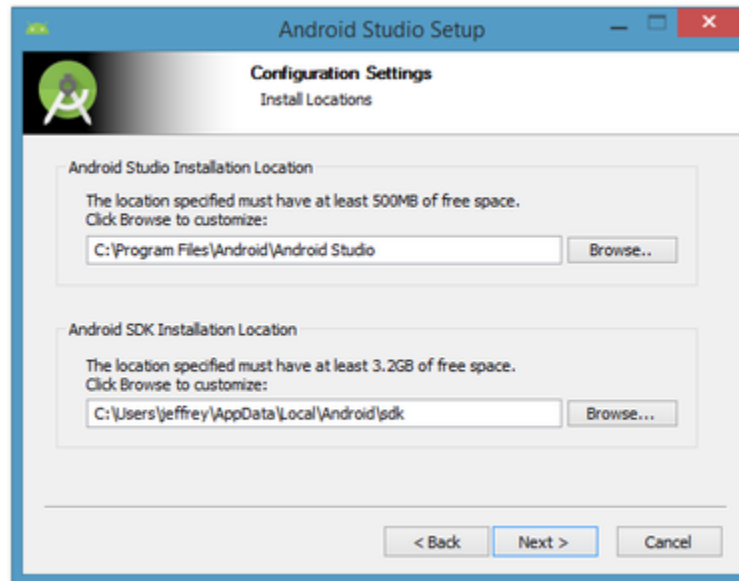 Android Studio Setup
Configuration Settings
Install Locations
Android Studio Installation Location
The location specified must have at least 500MB of free space.
Click Browse to customize:
C:\Program Files\Android\Android Studio
Browse..
Android SDK Installation Location
The location specified must have at least 3.2GB of free space.
Click Browse to customize:
C:\Users\jeffrey\AppData\Local\Android\sdk
Browse...
< Back Next > Cancel